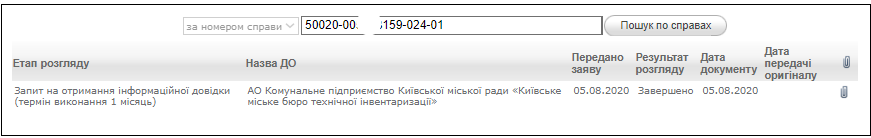 за номером справи 50020-00. 159-024-01 Пошук по справах
Етап розгляду Назва ДО Передано заяву Результат розгляду Дата документу Дата передачі оригіналу
Запит на отримання інформаційної довідки (термін виконання 1 місяць) АО Комунальне підприємство Київської міської ради «Київське міське бюро технічної інвентаризації» 05.08.2020 Завершено 05.08.2020